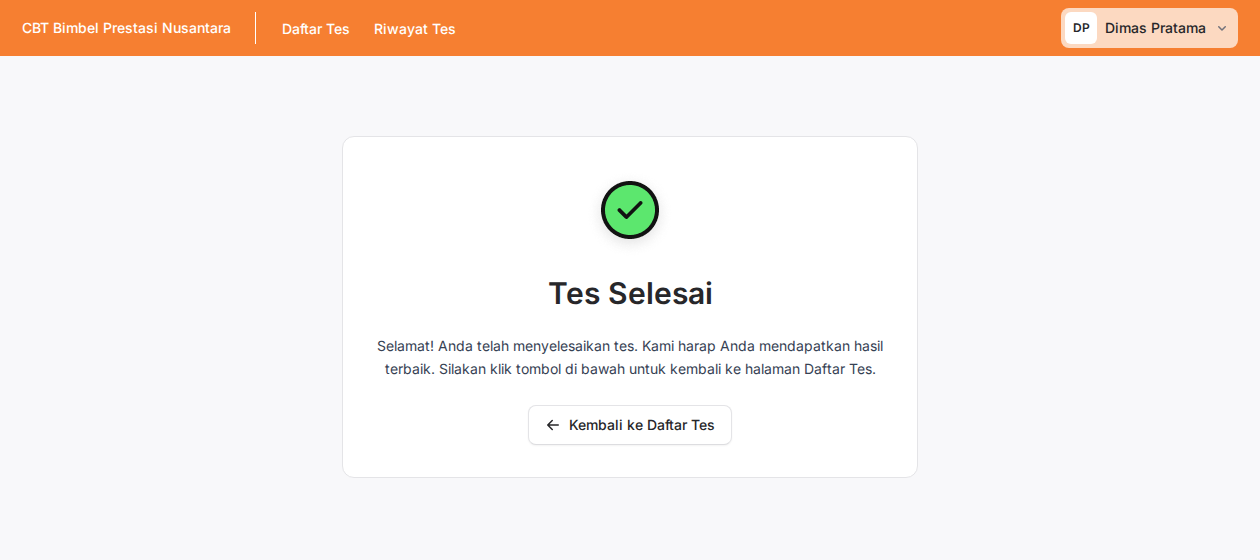 CBT Bimbel Prestasi Nusantara
Daftar Tes
Riwayat Tes
DP
Dimas Pratama
Tes Selesai
Selamat! Anda telah menyelesaikan tes. Kami harap Anda mendapatkan hasil
terbaik. Silakan klik tombol di bawah untuk kembali ke halaman Daftar Tes.
Kembali ke Daftar Tes